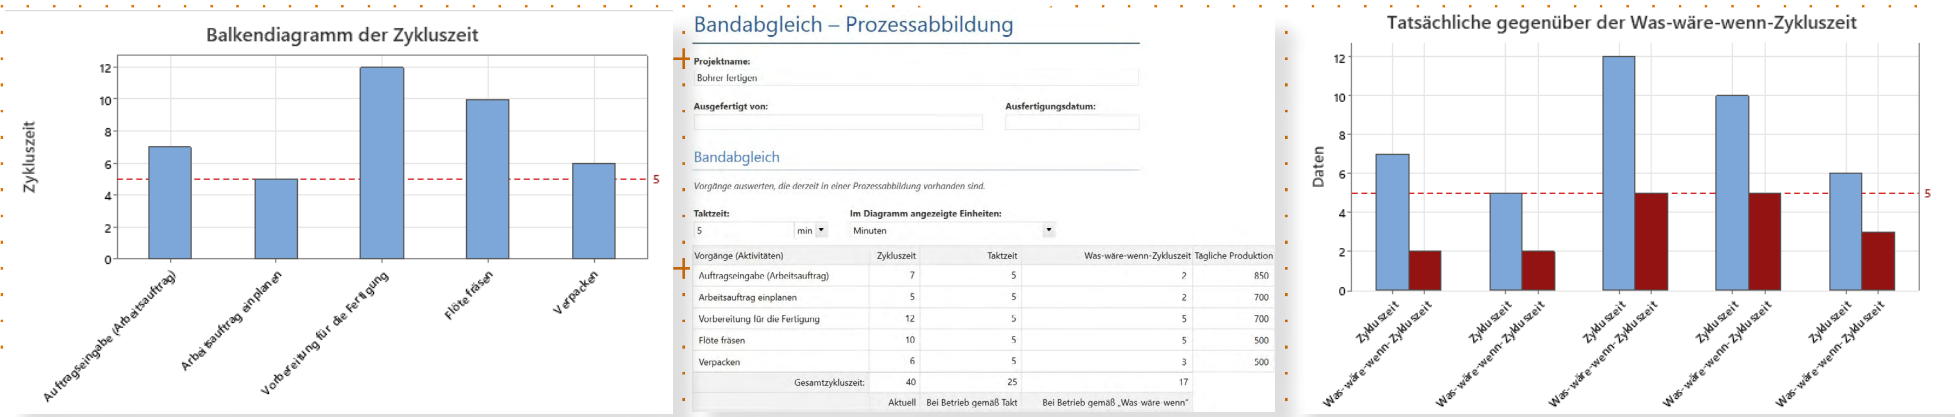 Balkendiagramm der Zykluszeit
Zykluszeit
12
10
8
6
4
2
0
5
Auftragseingabe (Arbeitsauftrag)
Arbeitsauftrag einplanen
Vorbereitung für die Fertigung
Flöte fräsen
Verpacken
Bandabgleich – Prozessabbildung
Projektname:
Bohrer fertigen
Ausgefertigt von: Ausfertigungsdatum:
Bandabgleich
Vorgänge auswerten, die derzeit in einer Prozessabbildung vorhanden sind.
Taktzeit: Im Diagramm angezeigte Einheiten:
5 min Minuten
Vorgänge (Aktivitäten) Zykluszeit Taktzeit Was-wäre-wenn-Zykluszeit Tägliche Produktion
Auftragseingabe (Arbeitsauftrag) 7 5 2 850
Arbeitsauftrag einplanen 5 5 2 700
Vorbereitung für die Fertigung 12 5 5 700
Flöte fräsen 10 5 5 500
Verpacken 6 5 3 500
Gesamtzykluszeit: 40 25 17
Aktuell Bei Betrieb gemäß Takt Bei Betrieb gemäß „Was wäre wenn“
Tatsächliche gegenüber der Was-wäre-wenn-Zykluszeit
Daten
12
10
8
6
4
2
0
5
Zykluszeit
Was-wäre-wenn-Zykluszeit
Zykluszeit
Was-wäre-wenn-Zykluszeit
Zykluszeit
Was-wäre-wenn-Zykluszeit
Zykluszeit
Was-wäre-wenn-Zykluszeit
Zykluszeit
Was-wäre-wenn-Zykluszeit